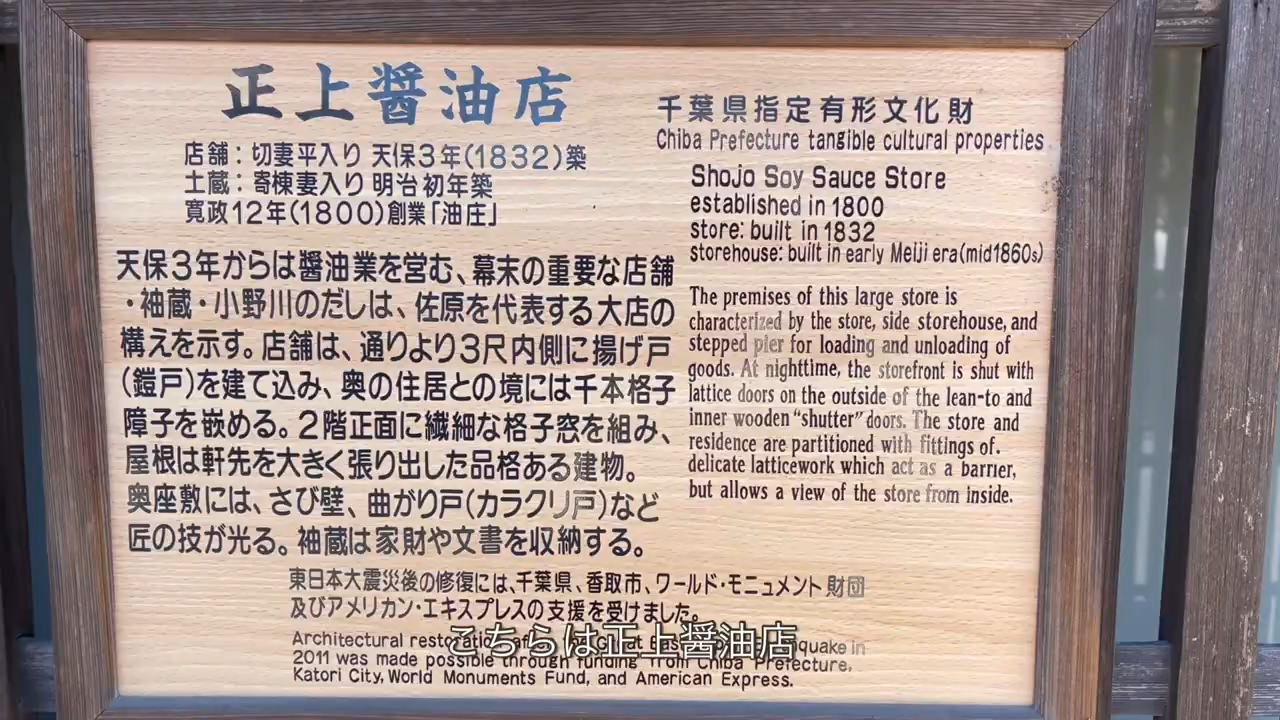 正上醤油店
店舗：切妻平入り 天保3年(1832)築
土蔵：寄棟妻入り 明治初年築
寛政12年(1800)創業「油庄」
千葉県指定有形文化財
Chiba Prefecture tangible cultural properties
Shojo Soy Sauce Store
established in 1800
store: built in 1832
storehouse: built in early Meiji era(mid1860s)
天保3年からは醤油業を営む、幕末の重要な店舗
・袖蔵・小野川のだしは、佐原を代表する大店の
構えを示す。店舗は、通りより3尺内側に揚げ戸
(鎧戸)を建て込み、奥の住居との境には千本格子
障子を嵌める。2階正面に繊細な格子窓を組み、
屋根は軒先を大きく張り出した品格ある建物。
奥座敷には、さび壁、曲がり戸(カラクリ戸)など
匠の技が光る。袖蔵は家財や文書を収納する。
The premises of this large store is
characterized by the store, side storehouse, and
stepped pier for loading and unloading of
goods. At nighttime, the storefront is shut with
lattice doors on the outside of the lean-to and
inner wooden “shutter” doors. The store and
residence are partitioned with fittings of.
delicate latticework which act as a barrier,
but allows a view of the store from inside.
東日本大震災後の修復には、千葉県、香取市、ワールド・モニュメント財団
及びアメリカン・エキスプレスの支援を受けました。
Architectural in
2011 was made possible through funding from Chiba Prefecture,
Katori City, World Monuments Fund, and American Express.
こちらは正上醤油店